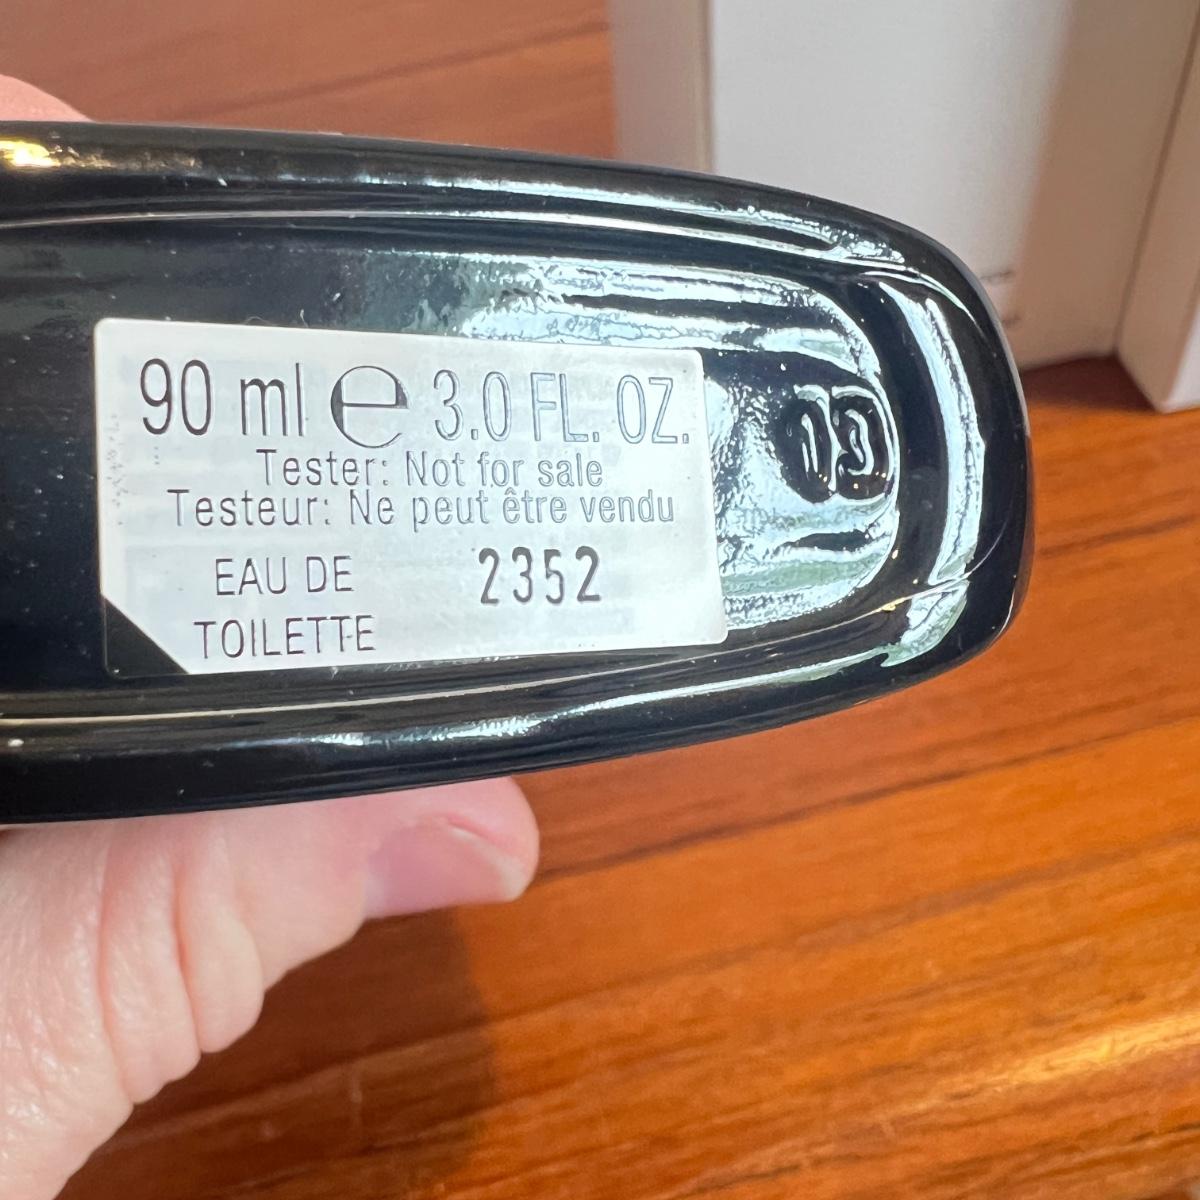 90 ml e 3.0 FL. OZ.
Tester: Not for sale
Testeur: Ne peut être vendu
EAU DE 2352
TOILETTE